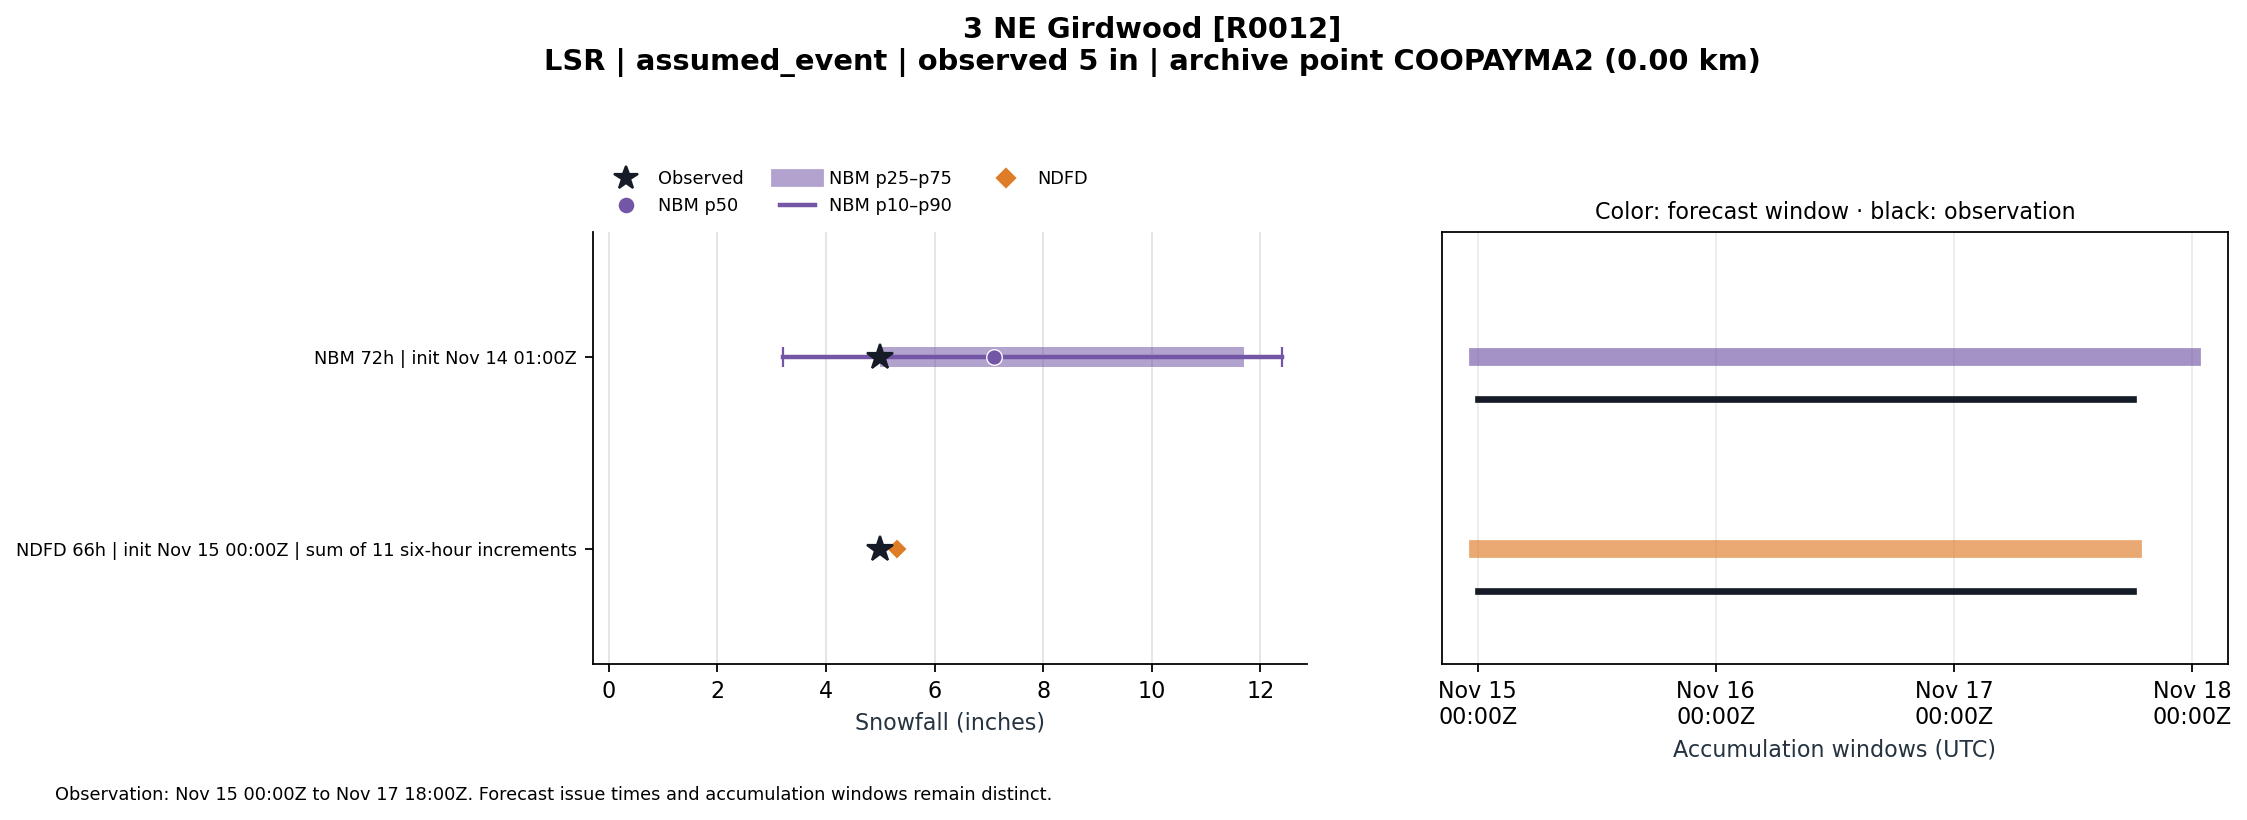 3 NE Girdwood [R0012]
LSR | assumed_event | observed 5 in | archive point COOPAYMA2 (0.00 km)
Observed
NBM p25–p75
NDFD
NBM p50
NBM p10–p90
Color: forecast window · black: observation
NBM 72h | init Nov 14 01:00Z
NDFD 66h | init Nov 15 00:00Z | sum of 11 six-hour increments
0 2 4 6 8 10 12
Snowfall (inches)
Nov 15 Nov 16 Nov 17 Nov 18
00:00Z 00:00Z 00:00Z 00:00Z
Accumulation windows (UTC)
Observation: Nov 15 00:00Z to Nov 17 18:00Z. Forecast issue times and accumulation windows remain distinct.